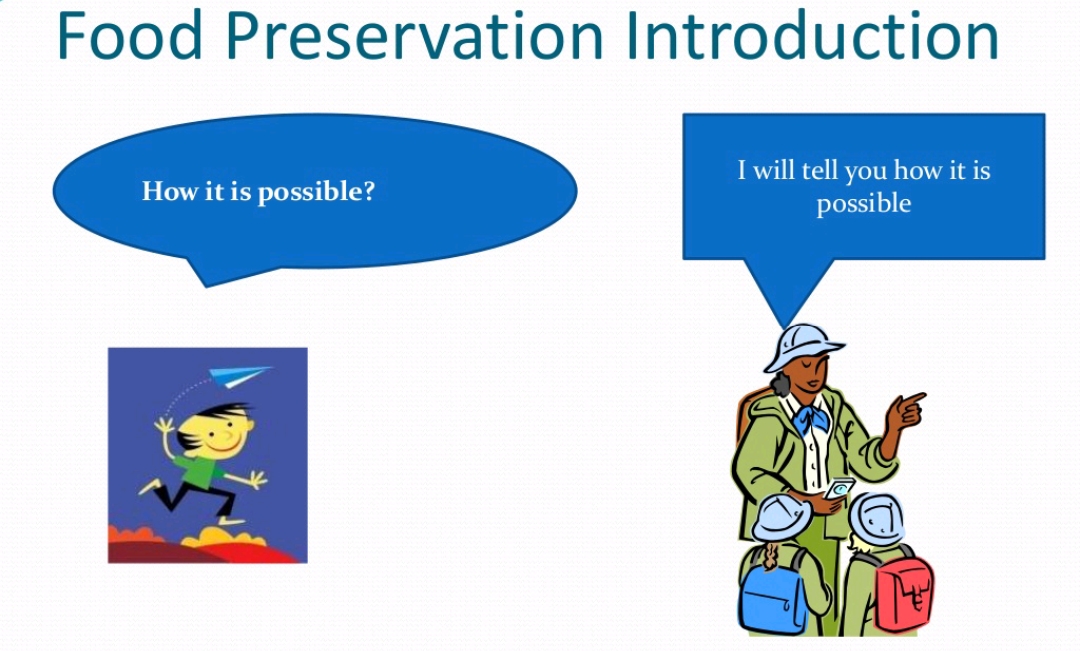 Food Preservation Introduction
How it is possible?
I will tell you how it is
possible